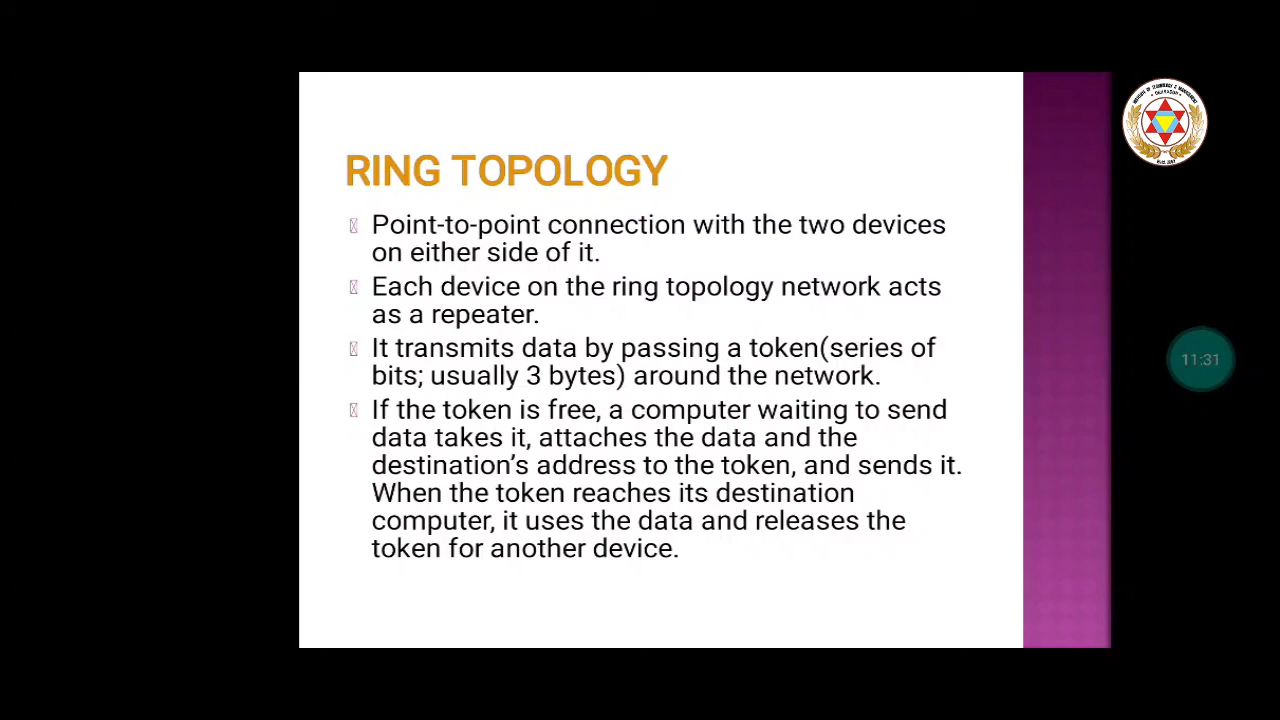 RING TOPOLOGY
Point-to-point connection with the two devices
on either side of it.
Each device on the ring topology network acts
as a repeater.
It transmits data by passing a token(series of
bits; usually 3 bytes) around the network.
If the token is free, a computer waiting to send
data takes it, attaches the data and the
destination’s address to the token, and sends it.
When the token reaches its destination
computer, it uses the data and releases the
token for another device.
INSTITUTE OF TECHNOLOGY & MANAGEMENT
11:31